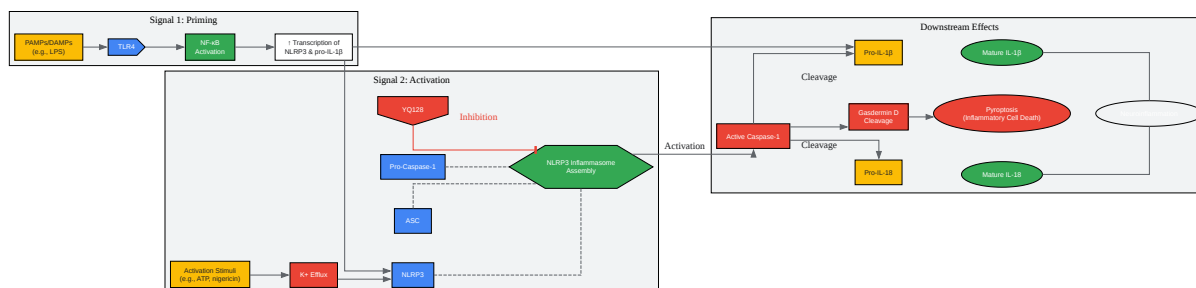 Signal 1: Priming
PAMPs/DAMPs
(e.g., LPS)
TLR4
NF-κB
Activation
↑ Transcription of
NLRP3 & pro-IL-1β
Signal 2: Activation
YQ128
Inhibition
Pro-Caspase-1
NLRP3 Inflammasome
Assembly
ASC
Activation Stimuli
(e.g., ATP, nigericin)
K+ Efflux
NLRP3
Activation
Downstream Effects
Pro-IL-1β
Mature IL-1β
Cleavage
Active Caspase-1
Gasdermin D
Cleavage
Pyroptosis
(Inflammatory Cell Death)
Cleavage
Pro-IL-18
Mature IL-18